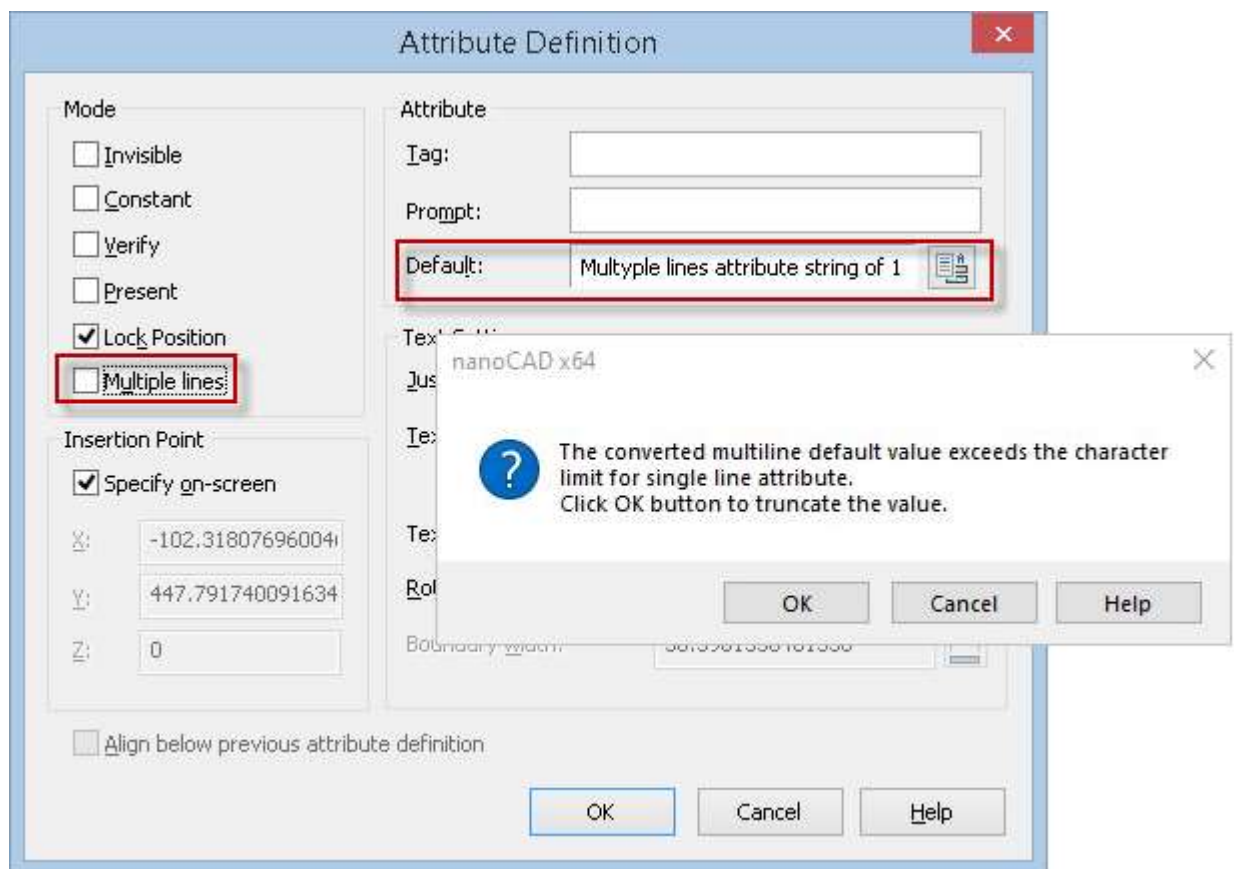 Attribute Definition
Mode
Invisible
Constant
Verify
Present
Lock Position
Multiple lines
Insertion Point
Specify on-screen
X: -102.3180769600
Y: 447.791740091634
Z: 0
Attribute
Tag:
Prompt:
Default: Multyple lines attribute string of 1
nanoCAD x64
The converted multiline default value exceeds the character
limit for single line attribute.
Click OK button to truncate the value.
OK Cancel Help
Boundary width:
Align below previous attribute definition
OK Cancel Help